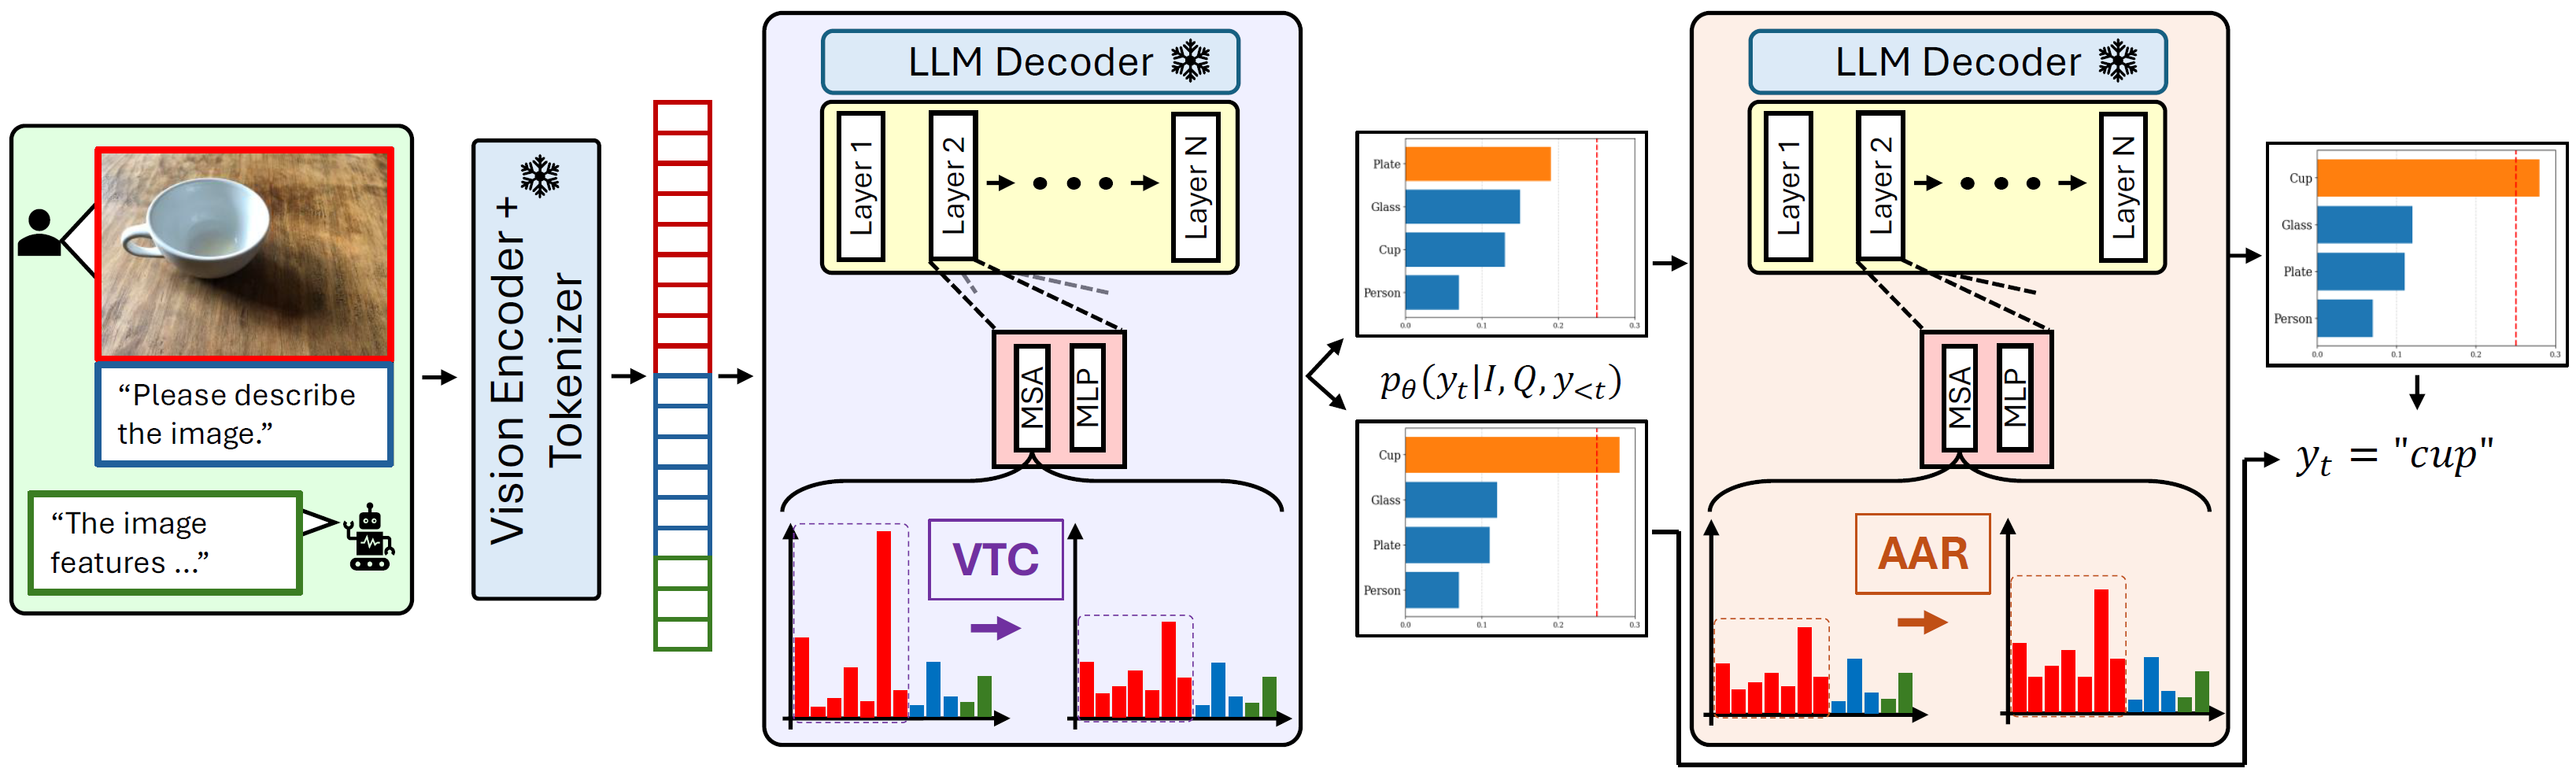 “Please describe
the image.”
“The image
features ...”
Vision Encoder +
Tokenizer
LLM Decoder
Layer 1
Layer 2
Layer N
MSA
MLP
VTC
Plate
Glass
Cup
Person
0.0 0.1 0.2 0.3
p_θ(y_t|I, Q, y_{<t})
Cup
Glass
Plate
Person
0.0 0.1 0.2 0.3
LLM Decoder
Layer 1
Layer 2
Layer N
MSA
MLP
AAR
Cup
Glass
Plate
Person
0.0 0.1 0.2 0.3
y_t = "cup"